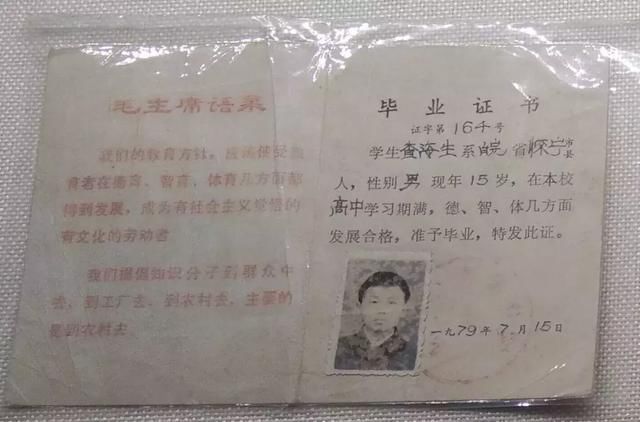 毛主席语录
我们的教育方针，应该使受教
育者在德育、智育、体育几方面都
得到发展，成为有社会主义觉悟的
有文化的劳动者
我们提倡知识分子到群众中
去，到工厂去，到农村去，主要的
是到农村去
毕业证书
证字第164号
学生查海生系皖省怀宁市县
人，性别男现年15岁，在本校
高中学习期满，德、智、体几方面
发展合格，准予毕业，特发此证。
一九79年7月15日